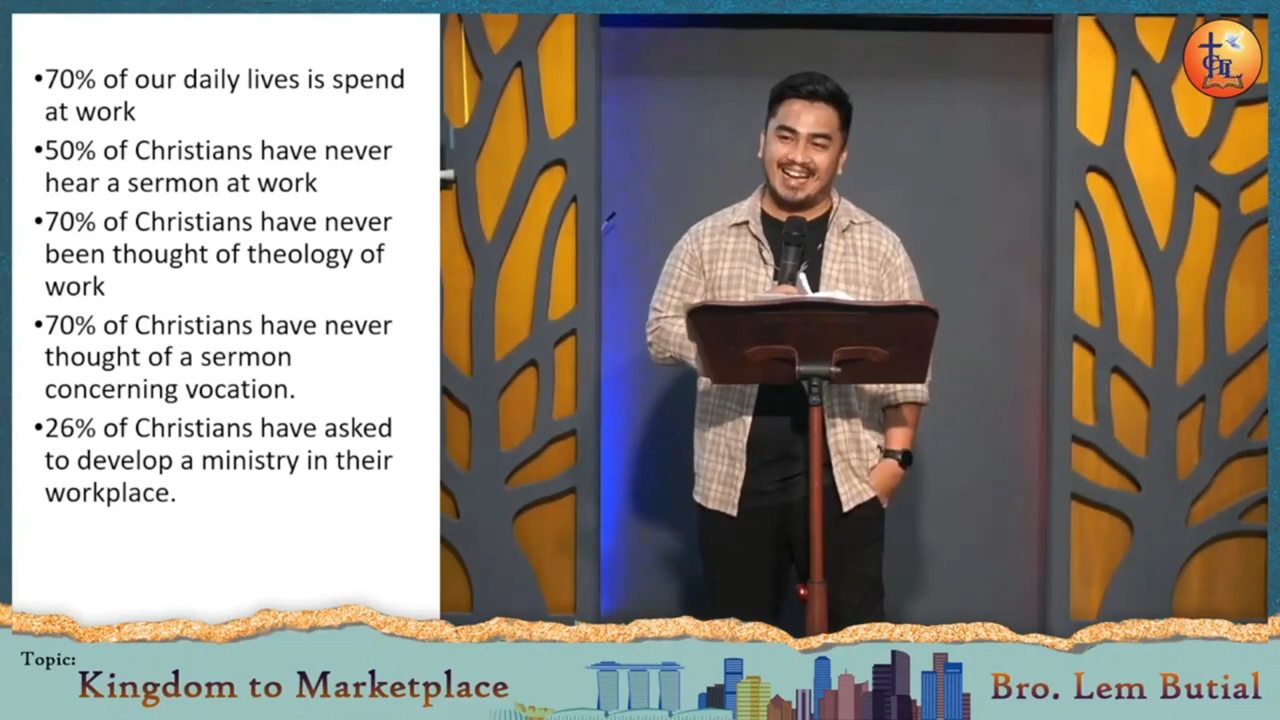 •70% of our daily lives is spend
at work
•50% of Christians have never
hear a sermon at work
•70% of Christians have never
been thought of theology of
work
•70% of Christians have never
thought of a sermon
concerning vocation.
•26% of Christians have asked
to develop a ministry in their
workplace.
Topic:
Kingdom to Marketplace
Bro. Lem Butial